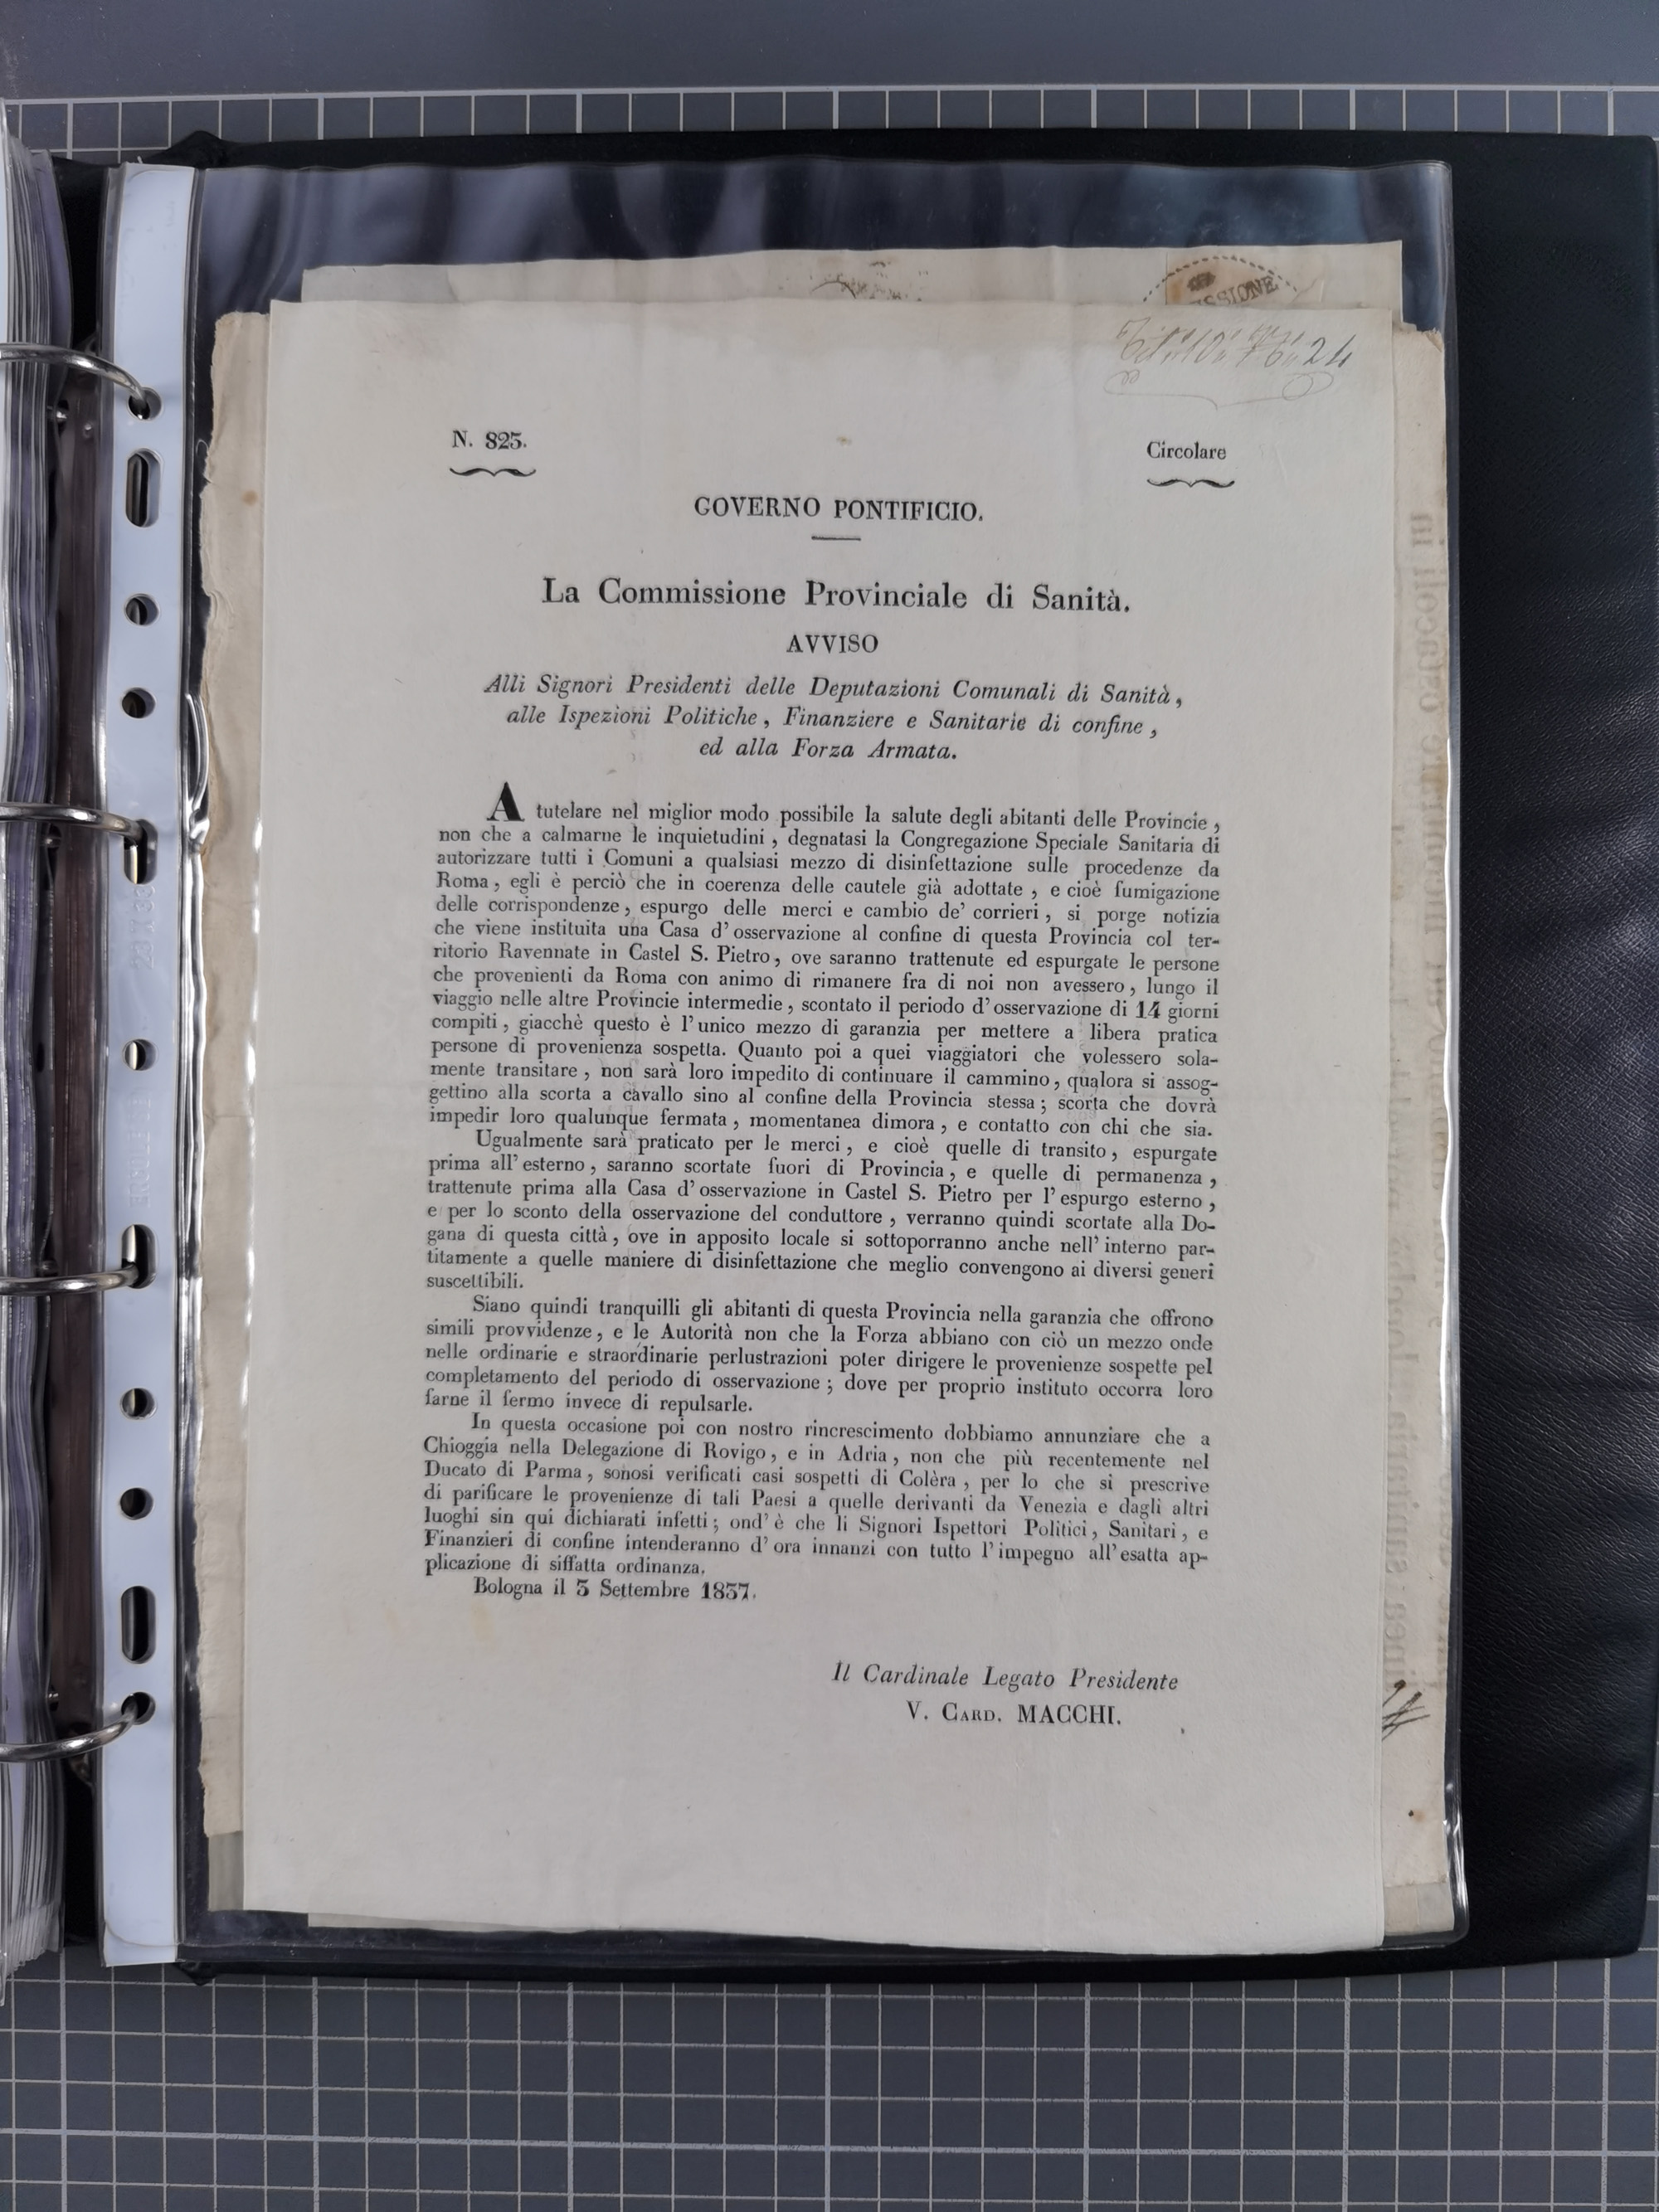 SSIONE
24
N. 823.
Circolare
GOVERNO PONTIFICIO.
La Commissione Provinciale di Sanità.
AVVISO
Alli Signori Presidenti delle Deputazioni Comunali di Sanità,
alle Ispezioni Politiche, Finanziere e Sanitarie di confine,
ed alla Forza Armata.
A tutelare nel miglior modo possibile la salute degli abitanti delle Provincie,
non che a calmarne le inquietudini, degnatasi la Congregazione Speciale Sanitaria di
autorizzare tutti i Comuni a qualsiasi mezzo di disinfettazione sulle procedenze da
Roma, egli è perciò che in coerenza delle cautele già adottate, e cioè fumigazione
delle corrispondenze, espurgo delle merci e cambio de' corrieri, si porge notizia
che viene instituita una Casa d'osservazione al confine di questa Provincia col ter-
ritorio Ravennate in Castel S. Pietro, ove saranno trattenute ed espurgate le persone
che provenienti da Roma con animo di rimanere fra di noi non avessero, lungo il
viaggio nelle altre Provincie intermedie, scontato il periodo d'osservazione di 14 giorni
compiti, giacchè questo è l'unico mezzo di garanzia per mettere a libera pratica
persone di provenienza sospetta. Quanto poi a quei viaggiatori che volessero sola-
mente transitare, non sarà loro impedito di continuare il cammino, qualora si assog-
gettino alla scorta a cavallo sino al confine della Provincia stessa; scorta che dovrà
impedir loro qualunque fermata, momentanea dimora, e contatto con chi che sia.
Ugualmente sarà praticato per le merci, e cioè quelle di transito, espurgate
prima all'esterno, saranno scortate fuori di Provincia, e quelle di permanenza,
trattenute prima alla Casa d'osservazione in Castel S. Pietro per l'espurgo esterno,
e per lo sconto della osservazione del conduttore, verranno quindi scortate alla Do-
gana di questa città, ove in apposito locale si sottoporranno anche nell'interno par-
titamente a quelle maniere di disinfettazione che meglio convengono ai diversi generi
suscettibili.
Siano quindi tranquilli gli abitanti di questa Provincia nella garanzia che offrono
simili provvidenze, e le Autorità non che la Forza abbiano con ciò un mezzo onde
nelle ordinarie e straordinarie perlustrazioni poter dirigere le provenienze sospette pel
completamento del periodo di osservazione; dove per proprio instituto occorra loro
farne il fermo invece di repulsarle.
In questa occasione poi con nostro rincrescimento dobbiamo annunziare che a
Chioggia nella Delegazione di Rovigo, e in Adria, non che più recentemente nel
Ducato di Parma, sonosi verificati casi sospetti di Colèra, per lo che si prescrive
di parificare le provenienze di tali Paesi a quelle derivanti da Venezia e dagli altri
luoghi sin qui dichiarati infetti; ond'è che li Signori Ispettori Politici, Sanitari, e
Finanzieri di confine intenderanno d'ora innanzi con tutto l'impegno all'esatta ap-
plicazione di siffatta ordinanza.
Bologna il 3 Settembre 1837.
Il Cardinale Legato Presidente
V. CARD. MACCHI.